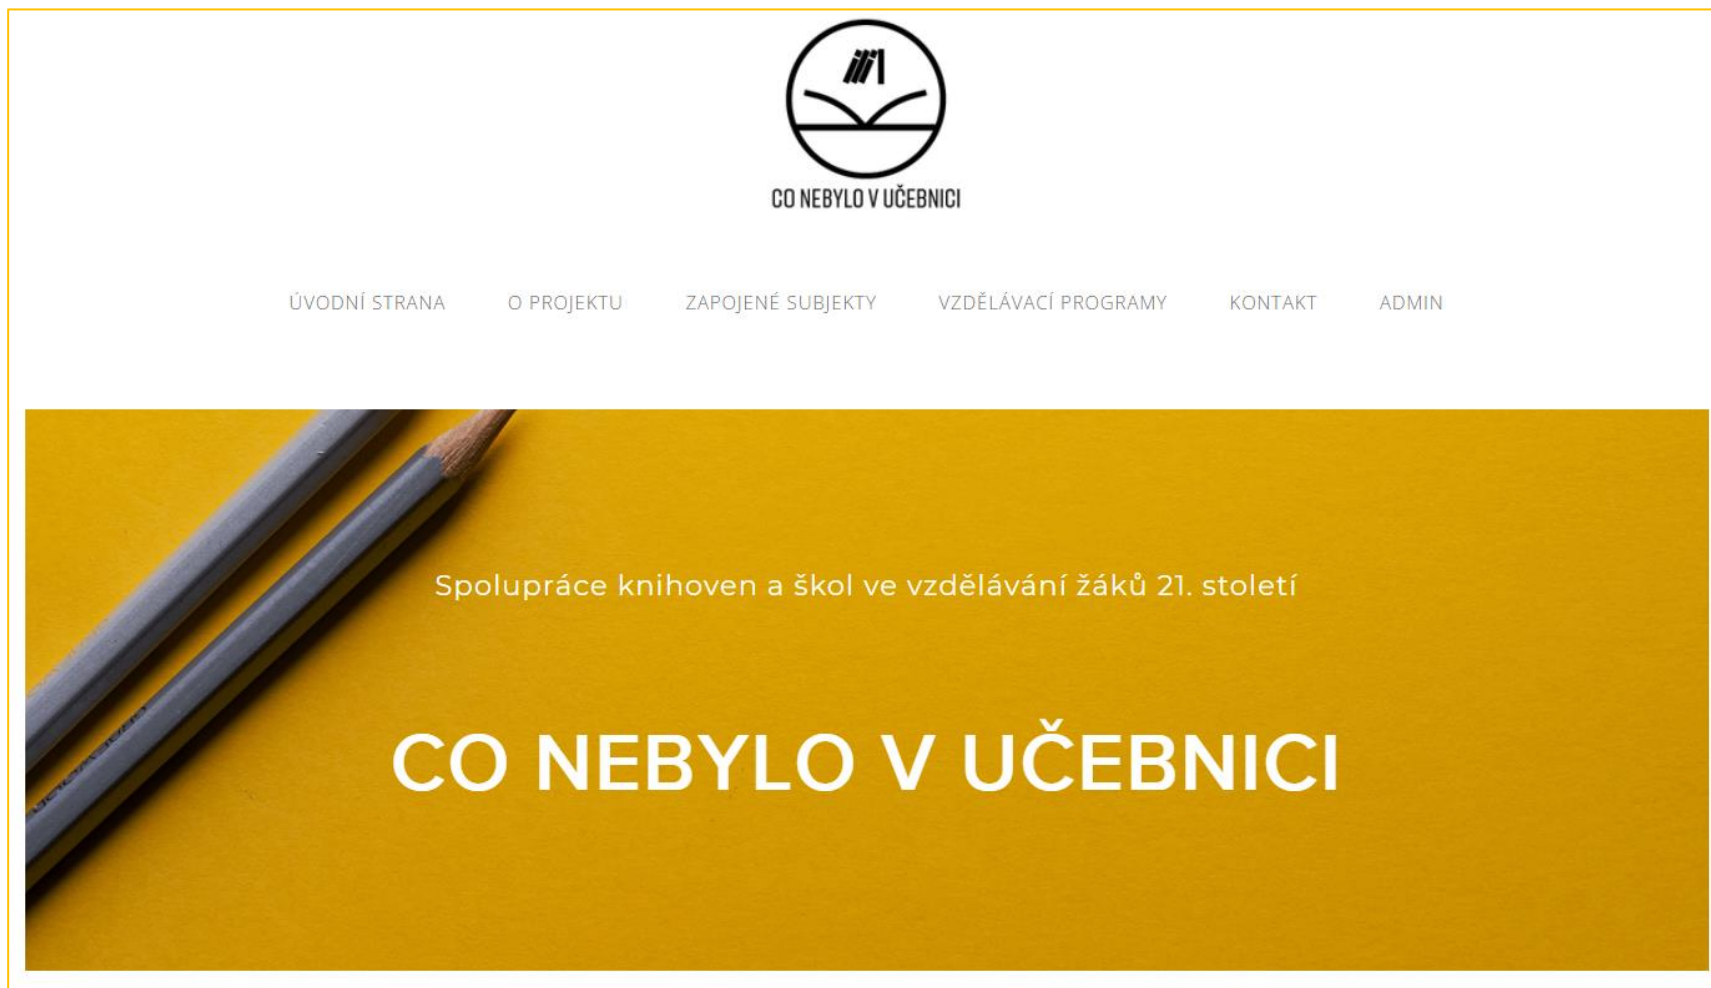 CO NEBYLO V UČEBNICI
ÚVODNÍ STRANA O PROJEKTU ZAPOJENÉ SUBJEKTY VZDĚLÁVACÍ PROGRAMY KONTAKT ADMIN
Spolupráce knihoven a škol ve vzdělávání žáků 21. století
CO NEBYLO V UČEBNICI